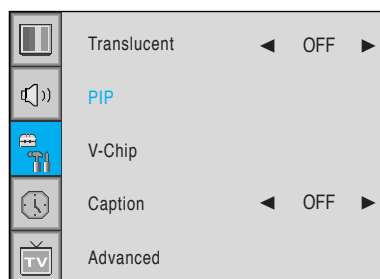 Translucent ◄ OFF ►
PIP
V-Chip
Caption ◄ OFF ►
Advanced
TV